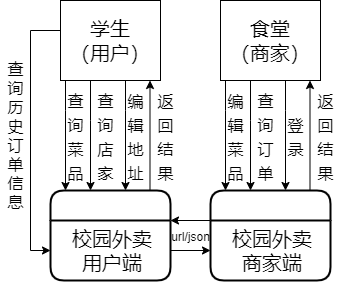 学生
(用户)
食堂
(商家)
查询历史订单信息
查询菜品
查询店家
编辑地址
返回结果
编辑菜品
查询订单
登录
返回结果
校园外卖
用户端
url/json
校园外卖
商家端